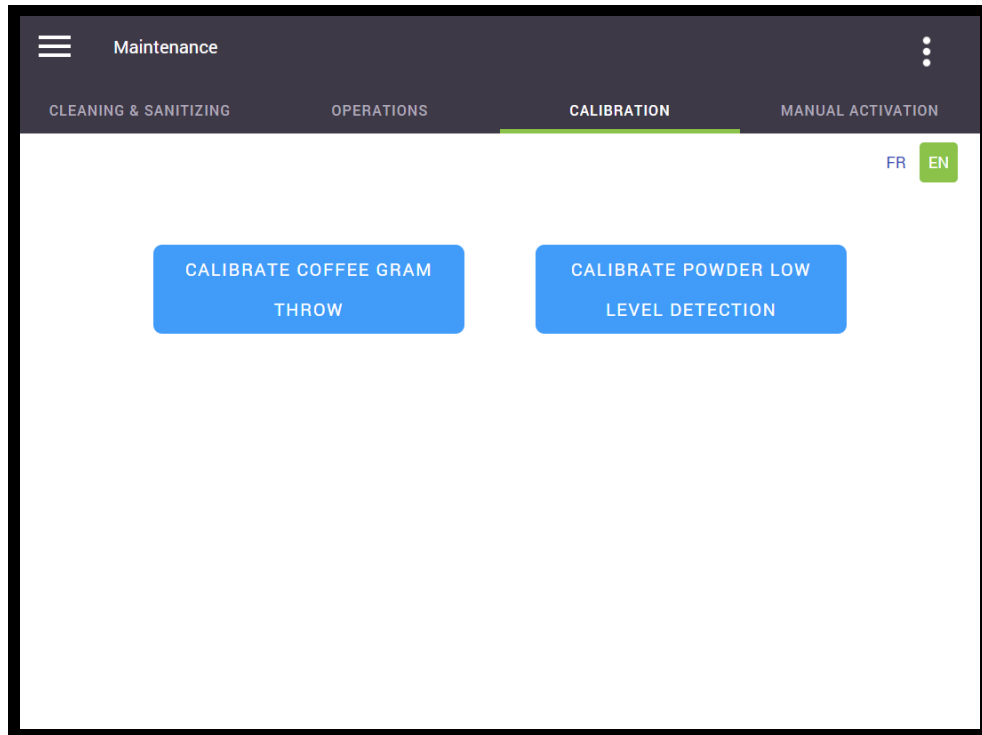 Maintenance
CLEANING & SANITIZING OPERATIONS CALIBRATION MANUAL ACTIVATION
FR EN
CALIBRATE COFFEE GRAM
THROW
CALIBRATE POWDER LOW
LEVEL DETECTION